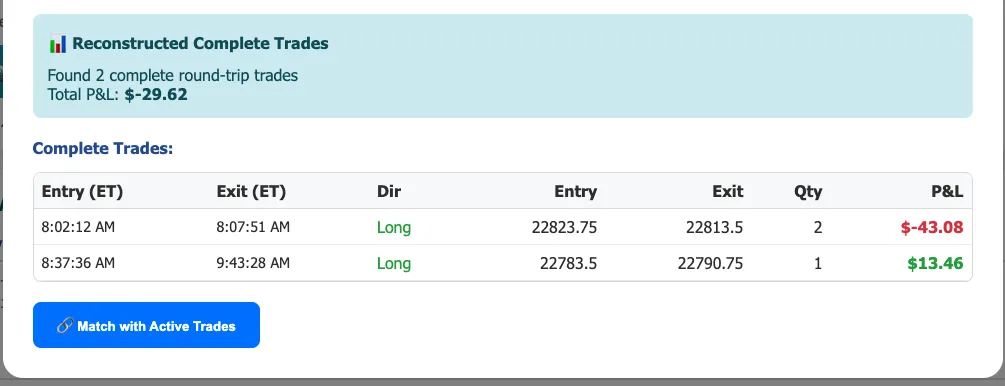 📊 Reconstructed Complete Trades
Found 2 complete round-trip trades
Total P&L: $-29.62
Complete Trades:
Entry (ET) Exit (ET) Dir Entry Exit Qty P&L
8:02:12 AM 8:07:51 AM Long 22823.75 22813.5 2 $-43.08
8:37:36 AM 9:43:28 AM Long 22783.5 22790.75 1 $13.46
🔗 Match with Active Trades